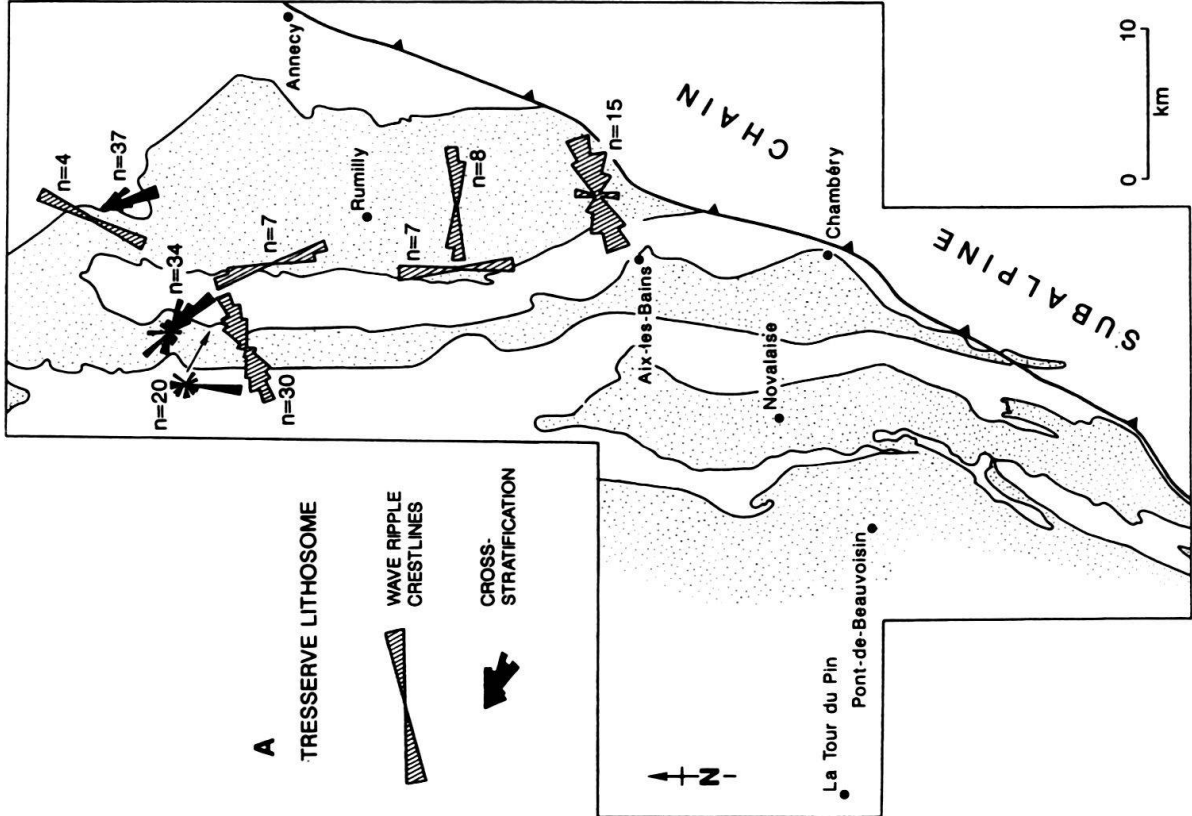 A
TRESSERVE LITHOSOME
WAVE RIPPLE
CRESTLINES
CROSS-
STRATIFICATION
N
n=4
n=37
n=34
n=20
n=30
n=7
n=7
n=8
n=15
Annecy
Rumilly
Aix-les-Bains
Chambéry
Novalaise
La Tour du Pin
Pont-de-Beauvoisin
SUBALPINE
CHAIN
0
10
km